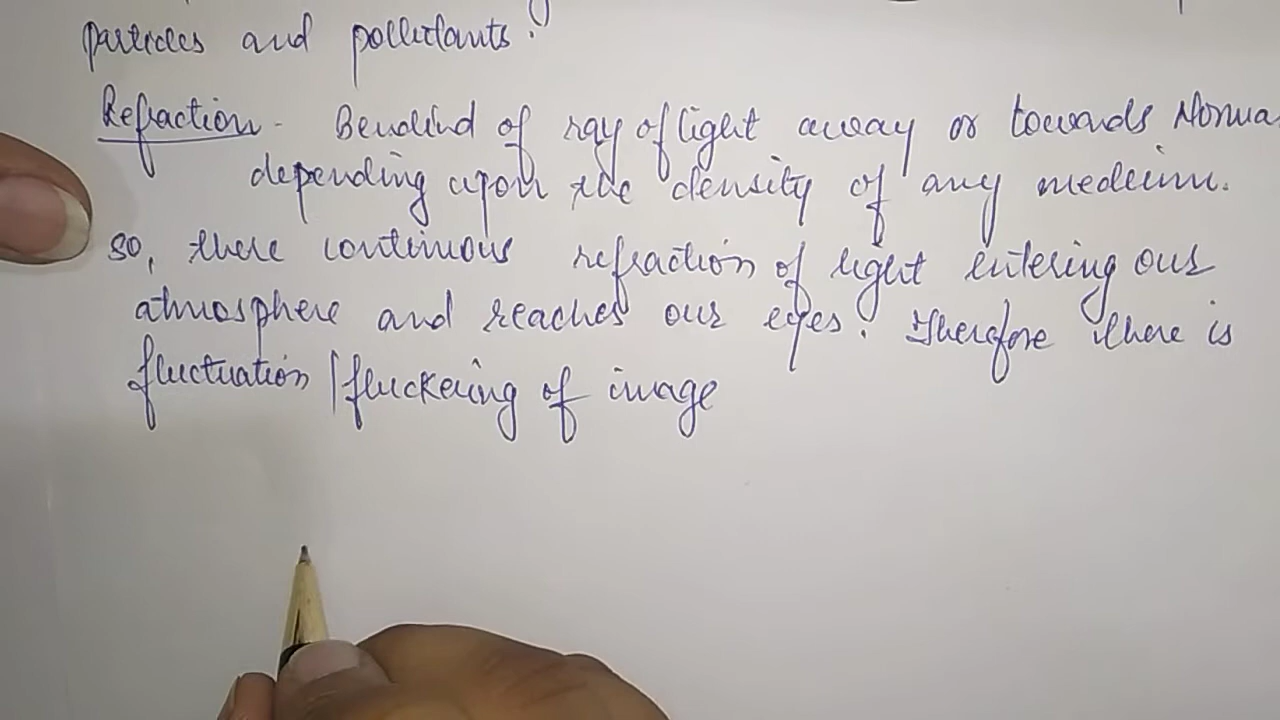 particles and pollutants.
Refraction - Bending of ray of light away or towards Norma
depending upon the density of any medium.
so, there continuous refraction of light entering our
atmosphere and reaches our eyes. Therefore there is
fluctuation / fluckering of image